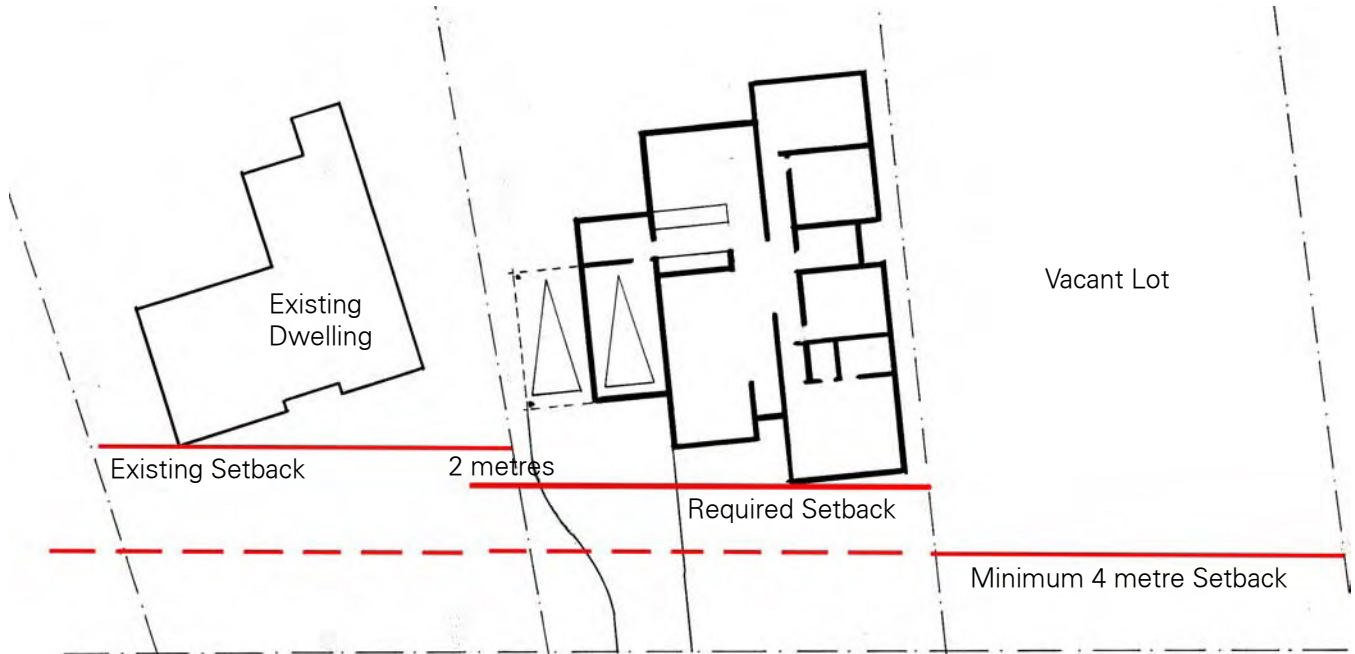 Vacant Lot
Existing
Dwelling
Existing Setback
2 metres
Required Setback
Minimum 4 metre Setback